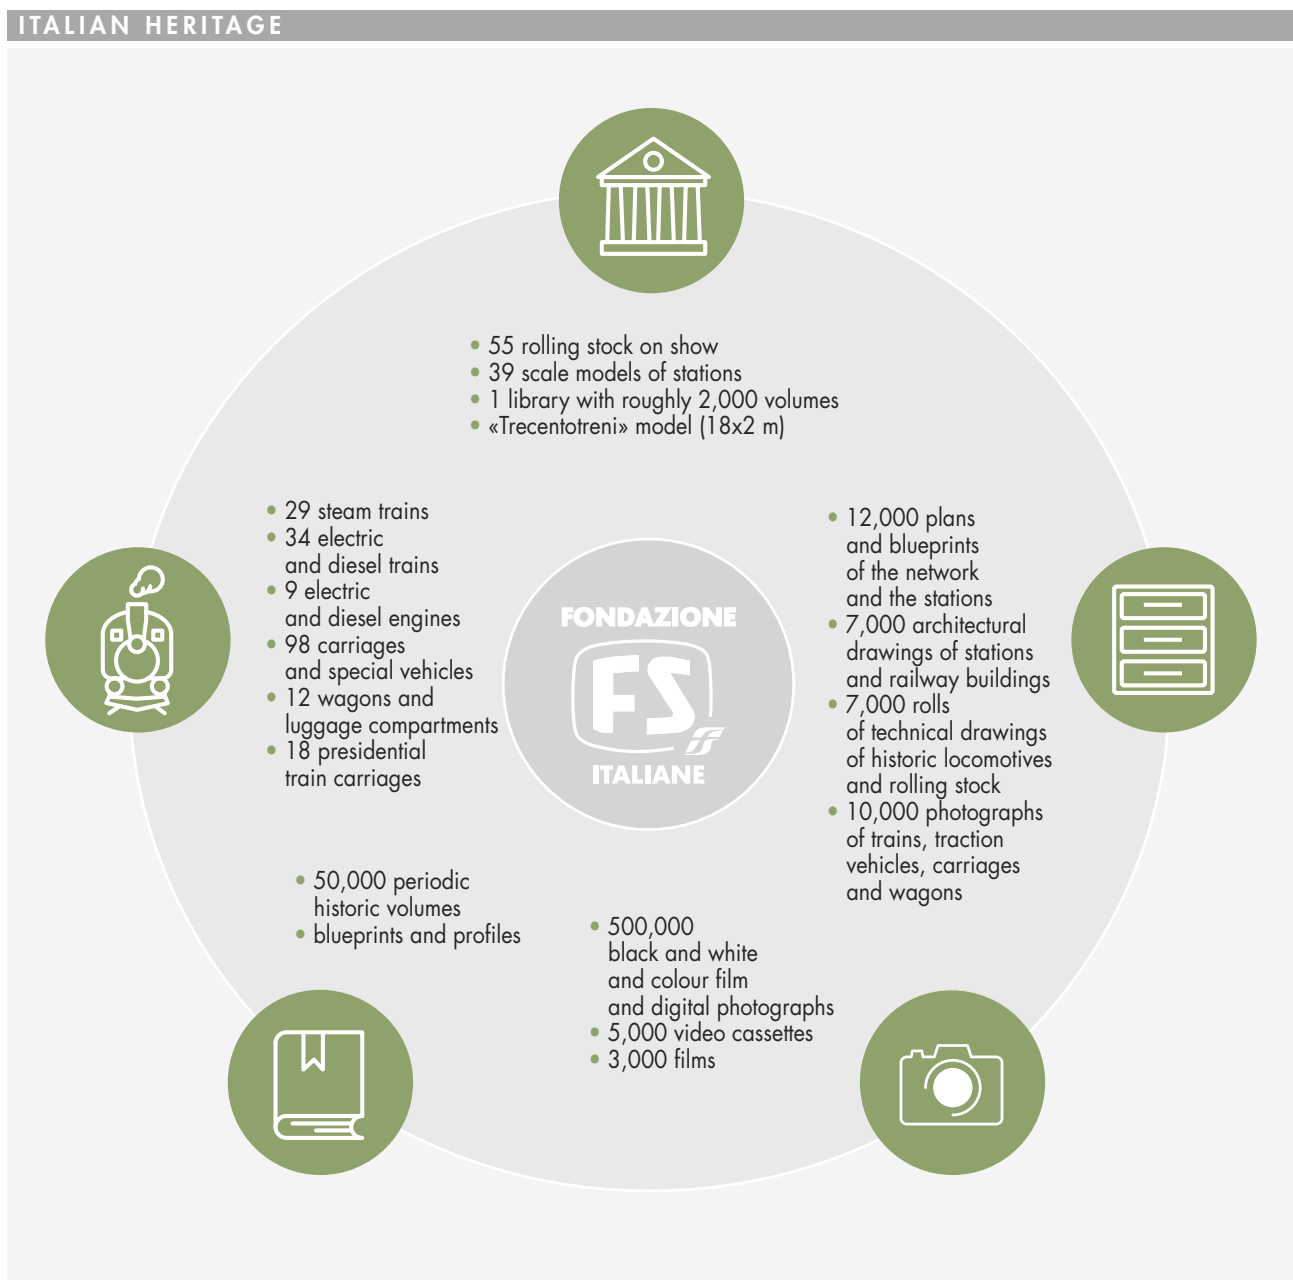 ITALIAN HERITAGE
• 55 rolling stock on show
• 39 scale models of stations
• 1 library with roughly 2,000 volumes
• «Trecentotreni» model (18x2 m)
• 29 steam trains
• 34 electric
and diesel trains
• 9 electric
and diesel engines
• 98 carriages
and special vehicles
• 12 wagons and
luggage compartments
• 18 presidential
train carriages
FONDAZIONE
FS
ITALIANE
• 12,000 plans
and blueprints
of the network
and the stations
• 7,000 architectural
drawings of stations
and railway buildings
• 7,000 rolls
of technical drawings
of historic locomotives
and rolling stock
• 10,000 photographs
of trains, traction
vehicles, carriages
and wagons
• 50,000 periodic
historic volumes
• blueprints and profiles
• 500,000
black and white
and colour film
and digital photographs
• 5,000 video cassettes
• 3,000 films